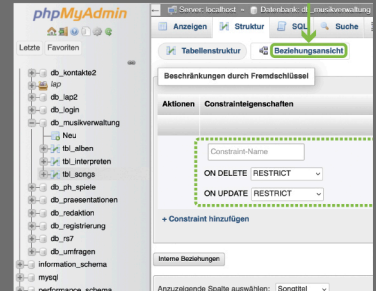 phpMyAdmin
Letzte Favoriten
db_kontakte2
lap
db_lap2
db_login
db_musikverwaltung
Neu
tbl_alben
tbl_interpreten
tbl_songs
db_ph_spiele
db_praesentationen
db_redaktion
db_registrierung
db_rs7
db_umfragen
information_schema
mysql
performance_schema
Server: localhost » Datenbank: db_musikverwaltung
Anzeigen Struktur SQL Suche
Tabellenstruktur Beziehungsansicht
Beschränkungen durch Fremdschlüssel
Aktionen Constrainteigenschaften
Constraint-Name
ON DELETE RESTRICT
ON UPDATE RESTRICT
+ Constraint hinzufügen
Interne Beziehungen
Anzuzeigende Spalte auswählen: Songtitel